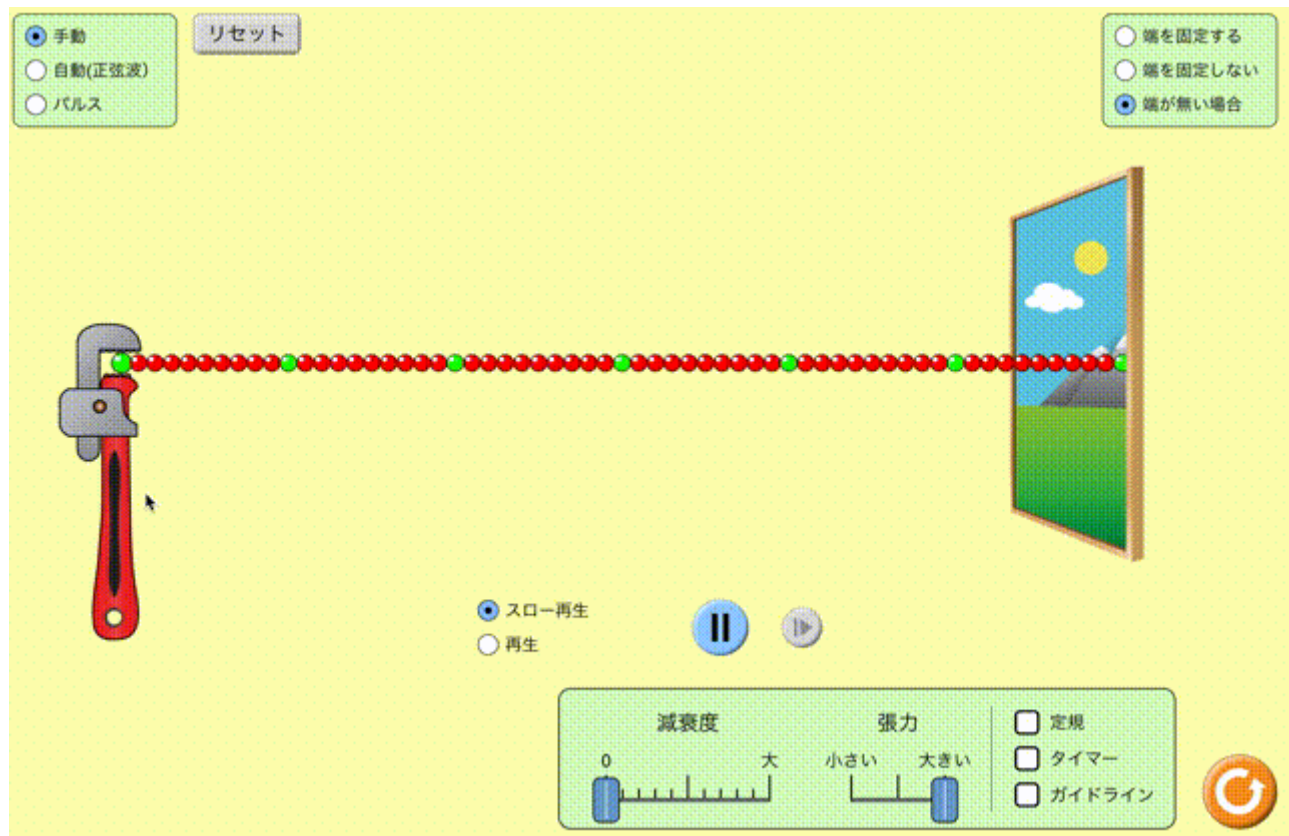 手動
自動(正弦波)
パルス
リセット
端を固定する
端を固定しない
端が無い場合
スロー再生
再生
減衰度
0
大
張力
小さい
大きい
定規
タイマー
ガイドライン